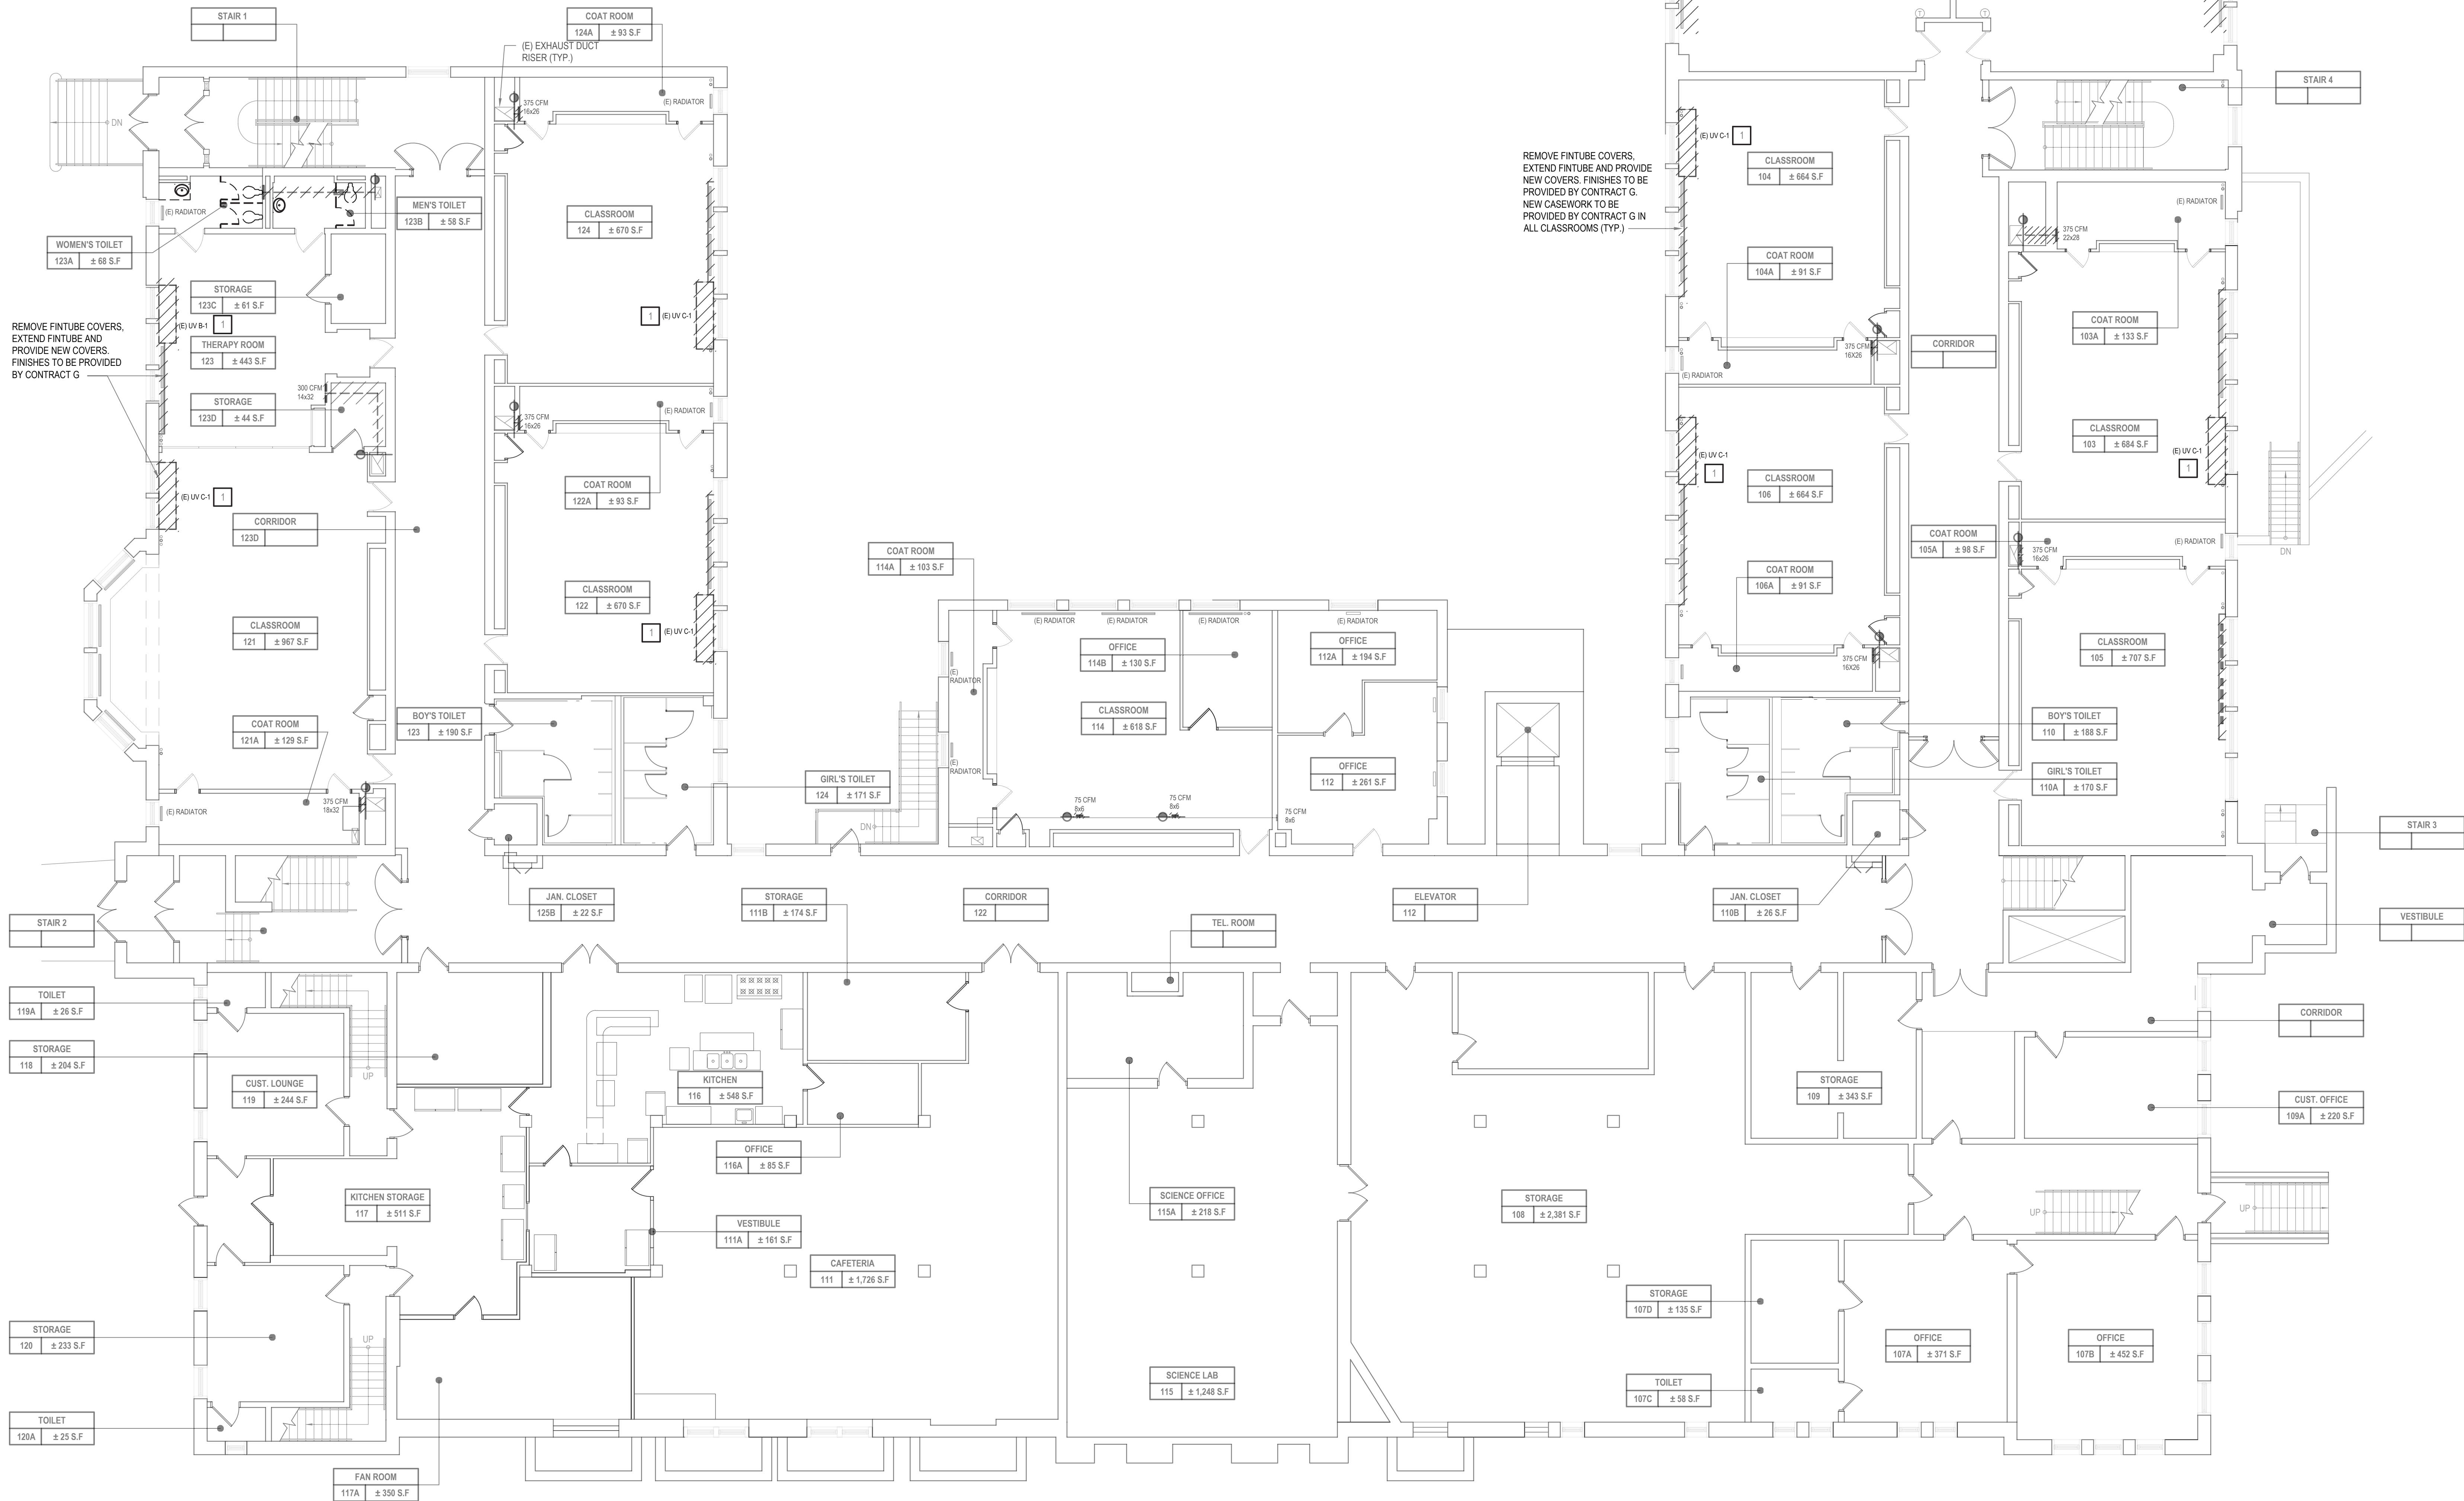 STAIR 1
COAT ROOM
124A ± 93 S.F
(E) EXHAUST DUCT
RISER (TYP.)
375 CFM
16x26
(E) RADIATOR
DN
T
T
STAIR 4
(E) UV C-1
1
REMOVE FINTUBE COVERS,
EXTEND FINTUBE AND PROVIDE
NEW COVERS. FINISHES TO BE
PROVIDED BY CONTRACT G.
NEW CASEWORK TO BE
PROVIDED BY CONTRACT G IN
ALL CLASSROOMS (TYP.)
CLASSROOM
104 ± 664 S.F
(E) RADIATOR
MEN'S TOILET
123B ± 58 S.F
(E) RADIATOR
WOMEN'S TOILET
123A ± 68 S.F
CLASSROOM
124 ± 670 S.F
375 CFM
22x28
COAT ROOM
104A ± 91 S.F
STORAGE
123C ± 61 S.F
(E) UV B-1
1
1
(E) UV C-1
REMOVE FINTUBE COVERS,
EXTEND FINTUBE AND
PROVIDE NEW COVERS.
FINISHES TO BE PROVIDED
BY CONTRACT G
THERAPY ROOM
123 ± 443 S.F
COAT ROOM
103A ± 133 S.F
CORRIDOR
375 CFM
16X26
(E) RADIATOR
300 CFM
14x32
STORAGE
123D ± 44 S.F
375 CFM
16x26
(E) RADIATOR
CLASSROOM
103 ± 684 S.F
(E) UV C-1
1
(E) UV C-1
1
(E) UV C-1
1
CLASSROOM
106 ± 664 S.F
COAT ROOM
122A ± 93 S.F
CORRIDOR
123D
COAT ROOM
105A ± 98 S.F
375 CFM
16x26
(E) RADIATOR
DN
COAT ROOM
114A ± 103 S.F
COAT ROOM
106A ± 91 S.F
CLASSROOM
122 ± 670 S.F
1
(E) UV C-1
CLASSROOM
121 ± 967 S.F
(E) RADIATOR
(E) RADIATOR
(E) RADIATOR
(E) RADIATOR
OFFICE
114B ± 130 S.F
OFFICE
112A ± 194 S.F
CLASSROOM
105 ± 707 S.F
375 CFM
16X26
(E)
RADIATOR
CLASSROOM
114 ± 618 S.F
COAT ROOM
121A ± 129 S.F
BOY'S TOILET
123 ± 190 S.F
BOY'S TOILET
110 ± 188 S.F
(E)
RADIATOR
OFFICE
112 ± 261 S.F
GIRL'S TOILET
124 ± 171 S.F
GIRL'S TOILET
110A ± 170 S.F
375 CFM
18x32
(E) RADIATOR
75 CFM
8x6
75 CFM
8x6
75 CFM
8x6
DN
STAIR 3
JAN. CLOSET
125B ± 22 S.F
STORAGE
111B ± 174 S.F
CORRIDOR
122
ELEVATOR
112
JAN. CLOSET
110B ± 26 S.F
STAIR 2
TEL. ROOM
VESTIBULE
TOILET
119A ± 26 S.F
CORRIDOR
STORAGE
118 ± 204 S.F
UP
CUST. LOUNGE
119 ± 244 S.F
KITCHEN
116 ± 548 S.F
STORAGE
109 ± 343 S.F
CUST. OFFICE
109A ± 220 S.F
OFFICE
116A ± 85 S.F
KITCHEN STORAGE
117 ± 511 S.F
SCIENCE OFFICE
115A ± 218 S.F
STORAGE
108 ± 2,381 S.F
UP
UP
VESTIBULE
111A ± 161 S.F
CAFETERIA
111 ± 1,726 S.F
STORAGE
107D ± 135 S.F
STORAGE
120 ± 233 S.F
UP
OFFICE
107A ± 371 S.F
OFFICE
107B ± 452 S.F
SCIENCE LAB
115 ± 1,248 S.F
TOILET
107C ± 58 S.F
TOILET
120A ± 25 S.F
FAN ROOM
117A ± 350 S.F